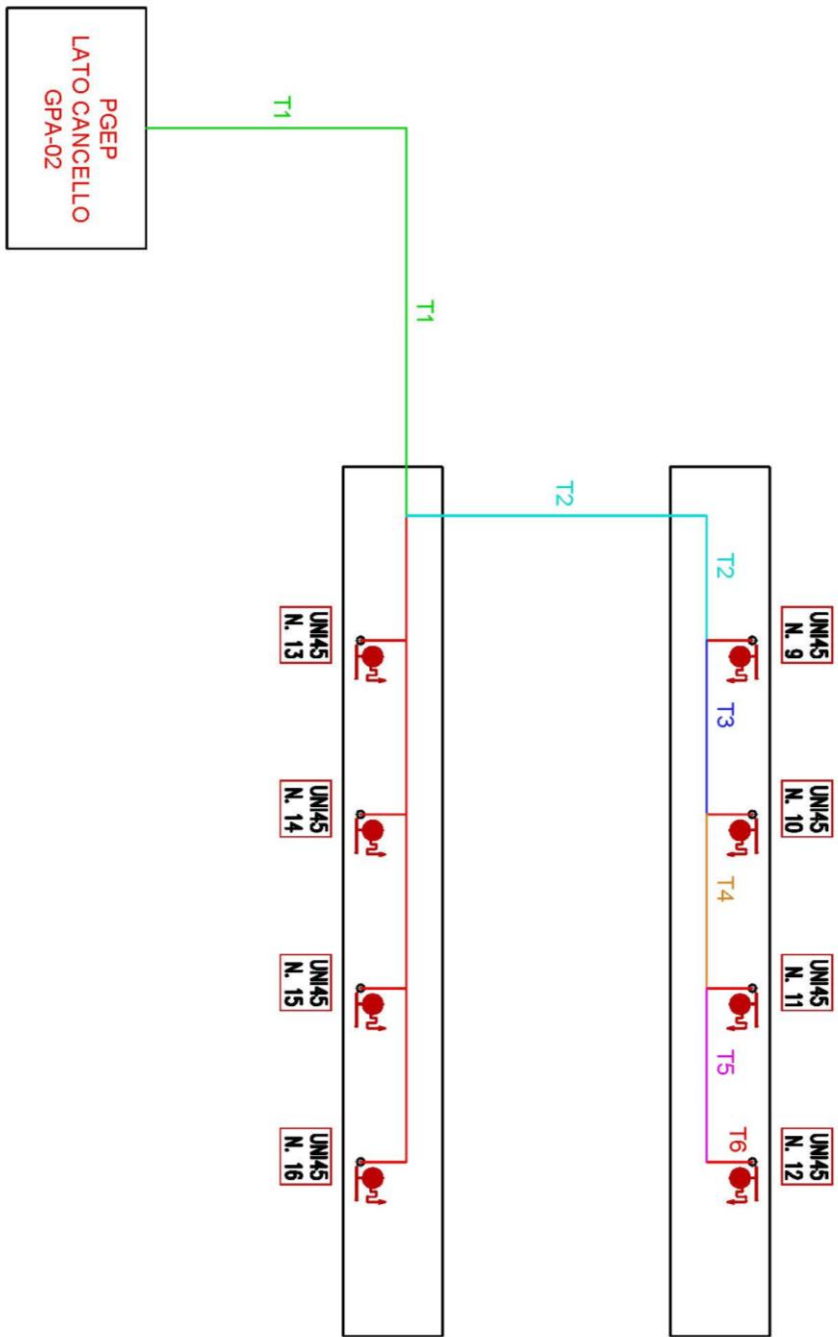 PGEP
LATO CANCELLO
GPA-02
T1
T1
T2
T2
T3
T4
T5
T6
UNI45
N. 9
UNI45
N. 10
UNI45
N. 11
UNI45
N. 12
UNI45
N. 13
UNI45
N. 14
UNI45
N. 15
UNI45
N. 16